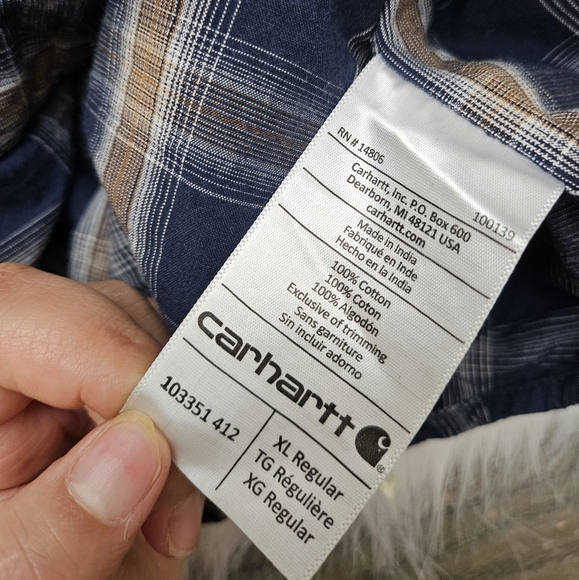 RN # 14806
100139
Carhartt, Inc. P.O. Box 600
Dearborn, MI 48121 USA
carhartt.com
Made in India
Fabriqué en Inde
Hecho en la India
100% Cotton
100% Coton
100% Algodón
Exclusive of trimming
Sans garniture
Sin incluir adorno
carhartt
®
103351 412
XL Regular
TG Régulière
XG Regular